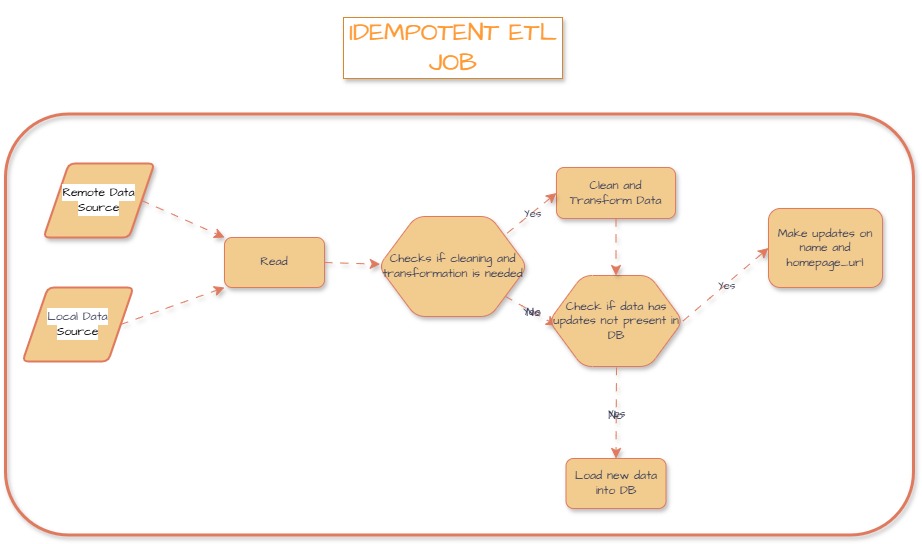 IDEMPOTENT ETL
JOB
Remote Data
Source
Local Data
Source
Read
Checks if cleaning and
transformation is needed
Yes
Clean and
Transform Data
No
Check if data has
updates not present in
DB
Yes
Make updates on
name and
homepage_url
No
Load new data
into DB